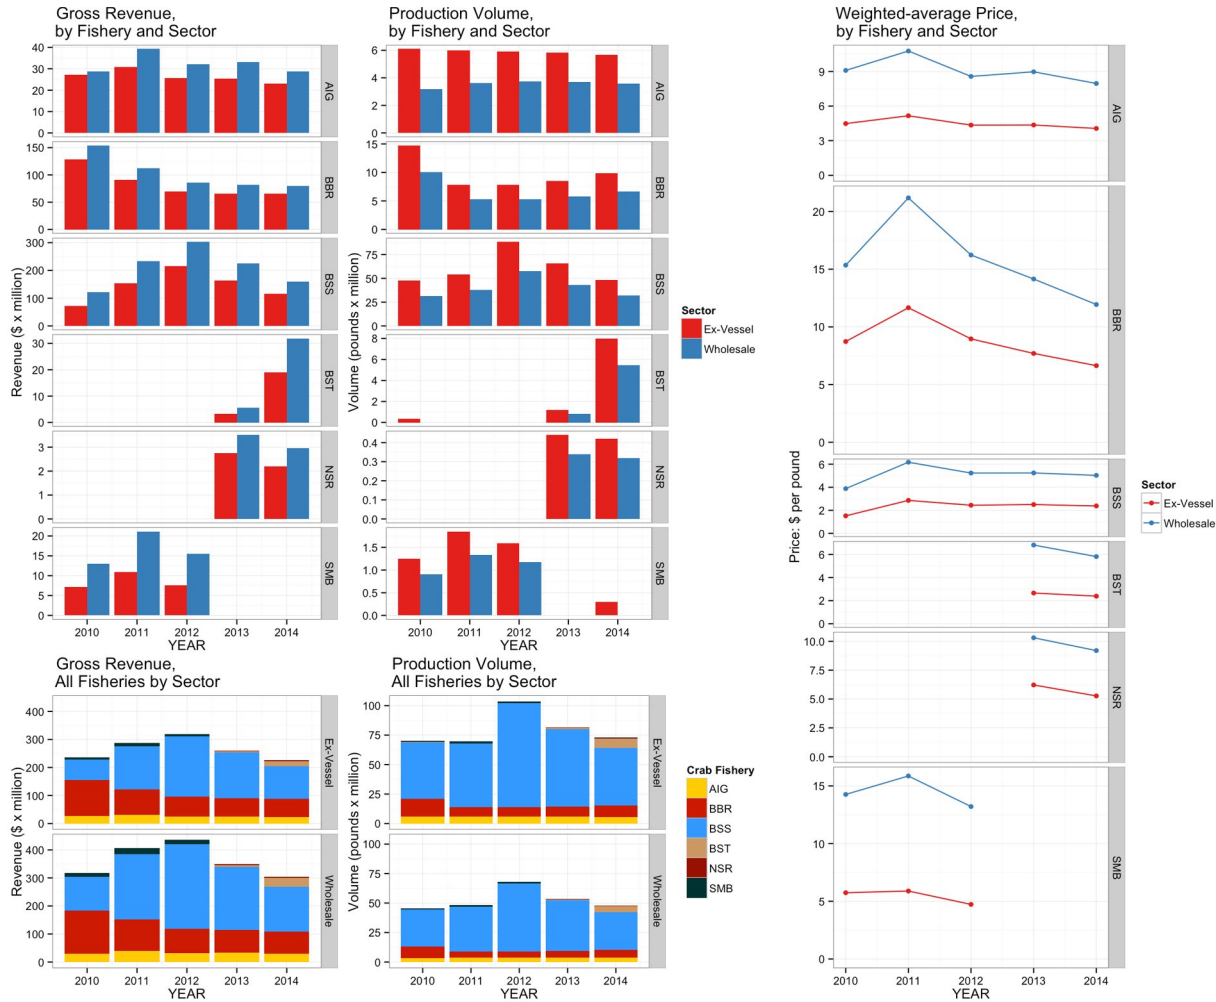 Gross Revenue,
by Fishery and Sector
40
30
20
10
0
AIG
150
100
50
0
BBR
300
200
100
0
BSS
30
20
10
0
BST
3
2
1
0
NSR
20
15
10
5
0
SMB
Revenue ($ x million)
2010 2011 2012 2013 2014
YEAR
Production Volume,
by Fishery and Sector
6
4
2
0
AIG
15
10
5
0
BBR
75
50
25
0
BSS
8
6
4
2
0
BST
0.4
0.3
0.2
0.1
0.0
NSR
1.5
1.0
0.5
0.0
SMB
Volume (pounds x million)
2010 2011 2012 2013 2014
YEAR
Sector
Ex-Vessel
Wholesale
Gross Revenue,
All Fisheries by Sector
400
300
200
100
0
Ex-Vessel
400
300
200
100
0
Wholesale
Revenue ($ x million)
2010 2011 2012 2013 2014
YEAR
Production Volume,
All Fisheries by Sector
100
75
50
25
0
Ex-Vessel
100
75
50
25
0
Wholesale
Volume (pounds x million)
2010 2011 2012 2013 2014
YEAR
Crab Fishery
AIG
BBR
BSS
BST
NSR
SMB
Weighted-average Price,
by Fishery and Sector
9
6
3
0
AIG
20
15
10
5
0
BBR
6
4
2
0
BSS
6
4
2
0
BST
10.0
7.5
5.0
2.5
0.0
NSR
15
10
5
0
SMB
Price: $ per pound
2010 2011 2012 2013 2014
YEAR
Sector
Ex-Vessel
Wholesale